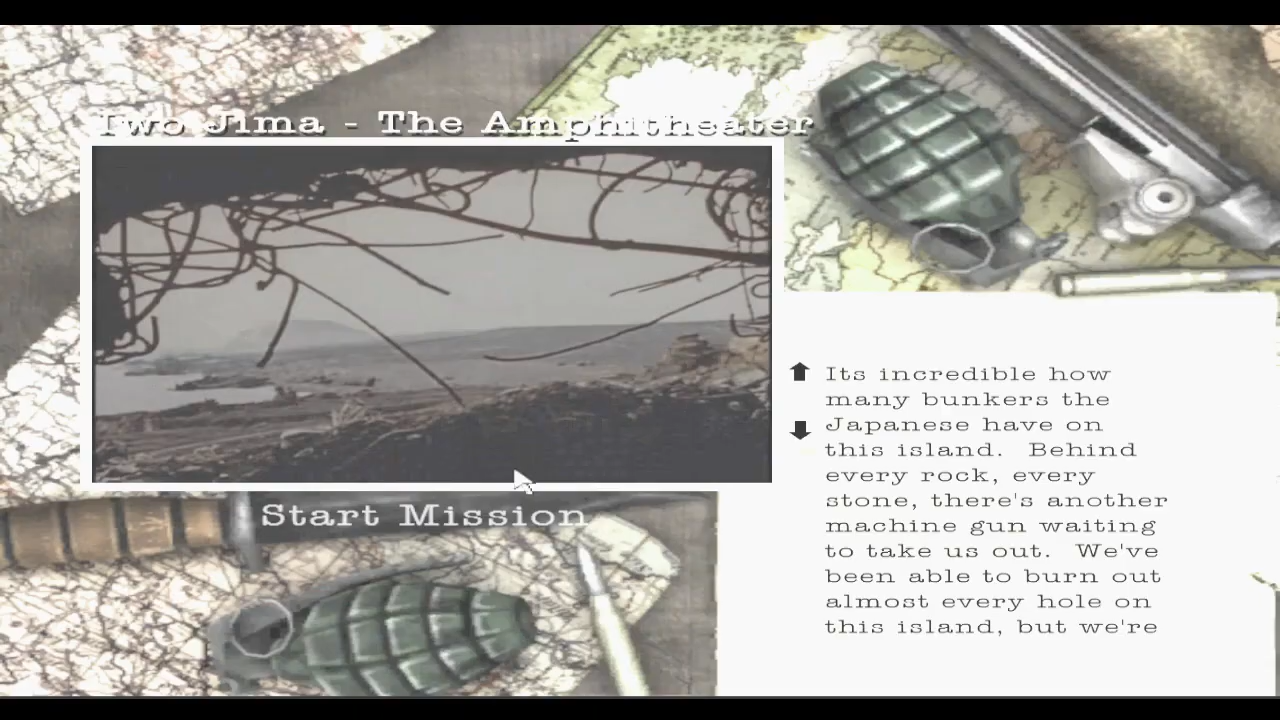 Iwo Jima - The Amphitheater
Its incredible how
many bunkers the
Japanese have on
this island.  Behind
every rock, every
stone, there's another
machine gun waiting
to take us out.  We've
been able to burn out
almost every hole on
this island, but we're
Start Mission